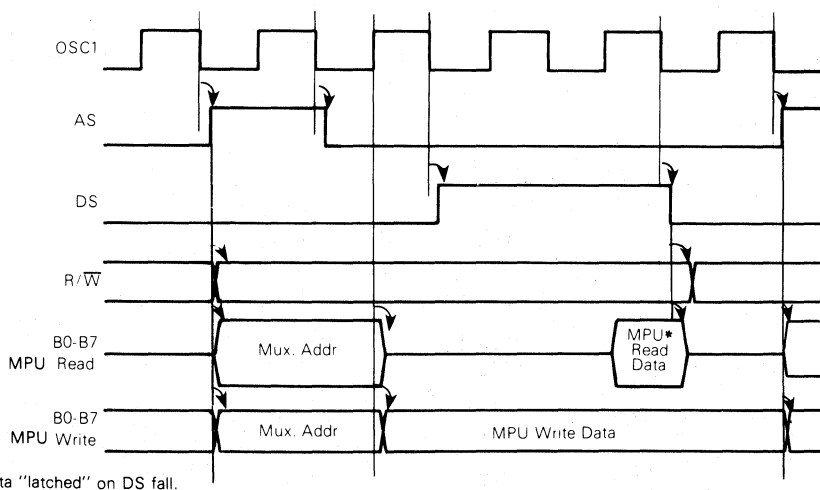 OSC1
AS
DS
R/W̅
B0-B7
MPU Read
Mux. Addr
MPU*
Read
Data
B0-B7
MPU Write
Mux. Addr
MPU Write Data
ta "latched" on DS fall.